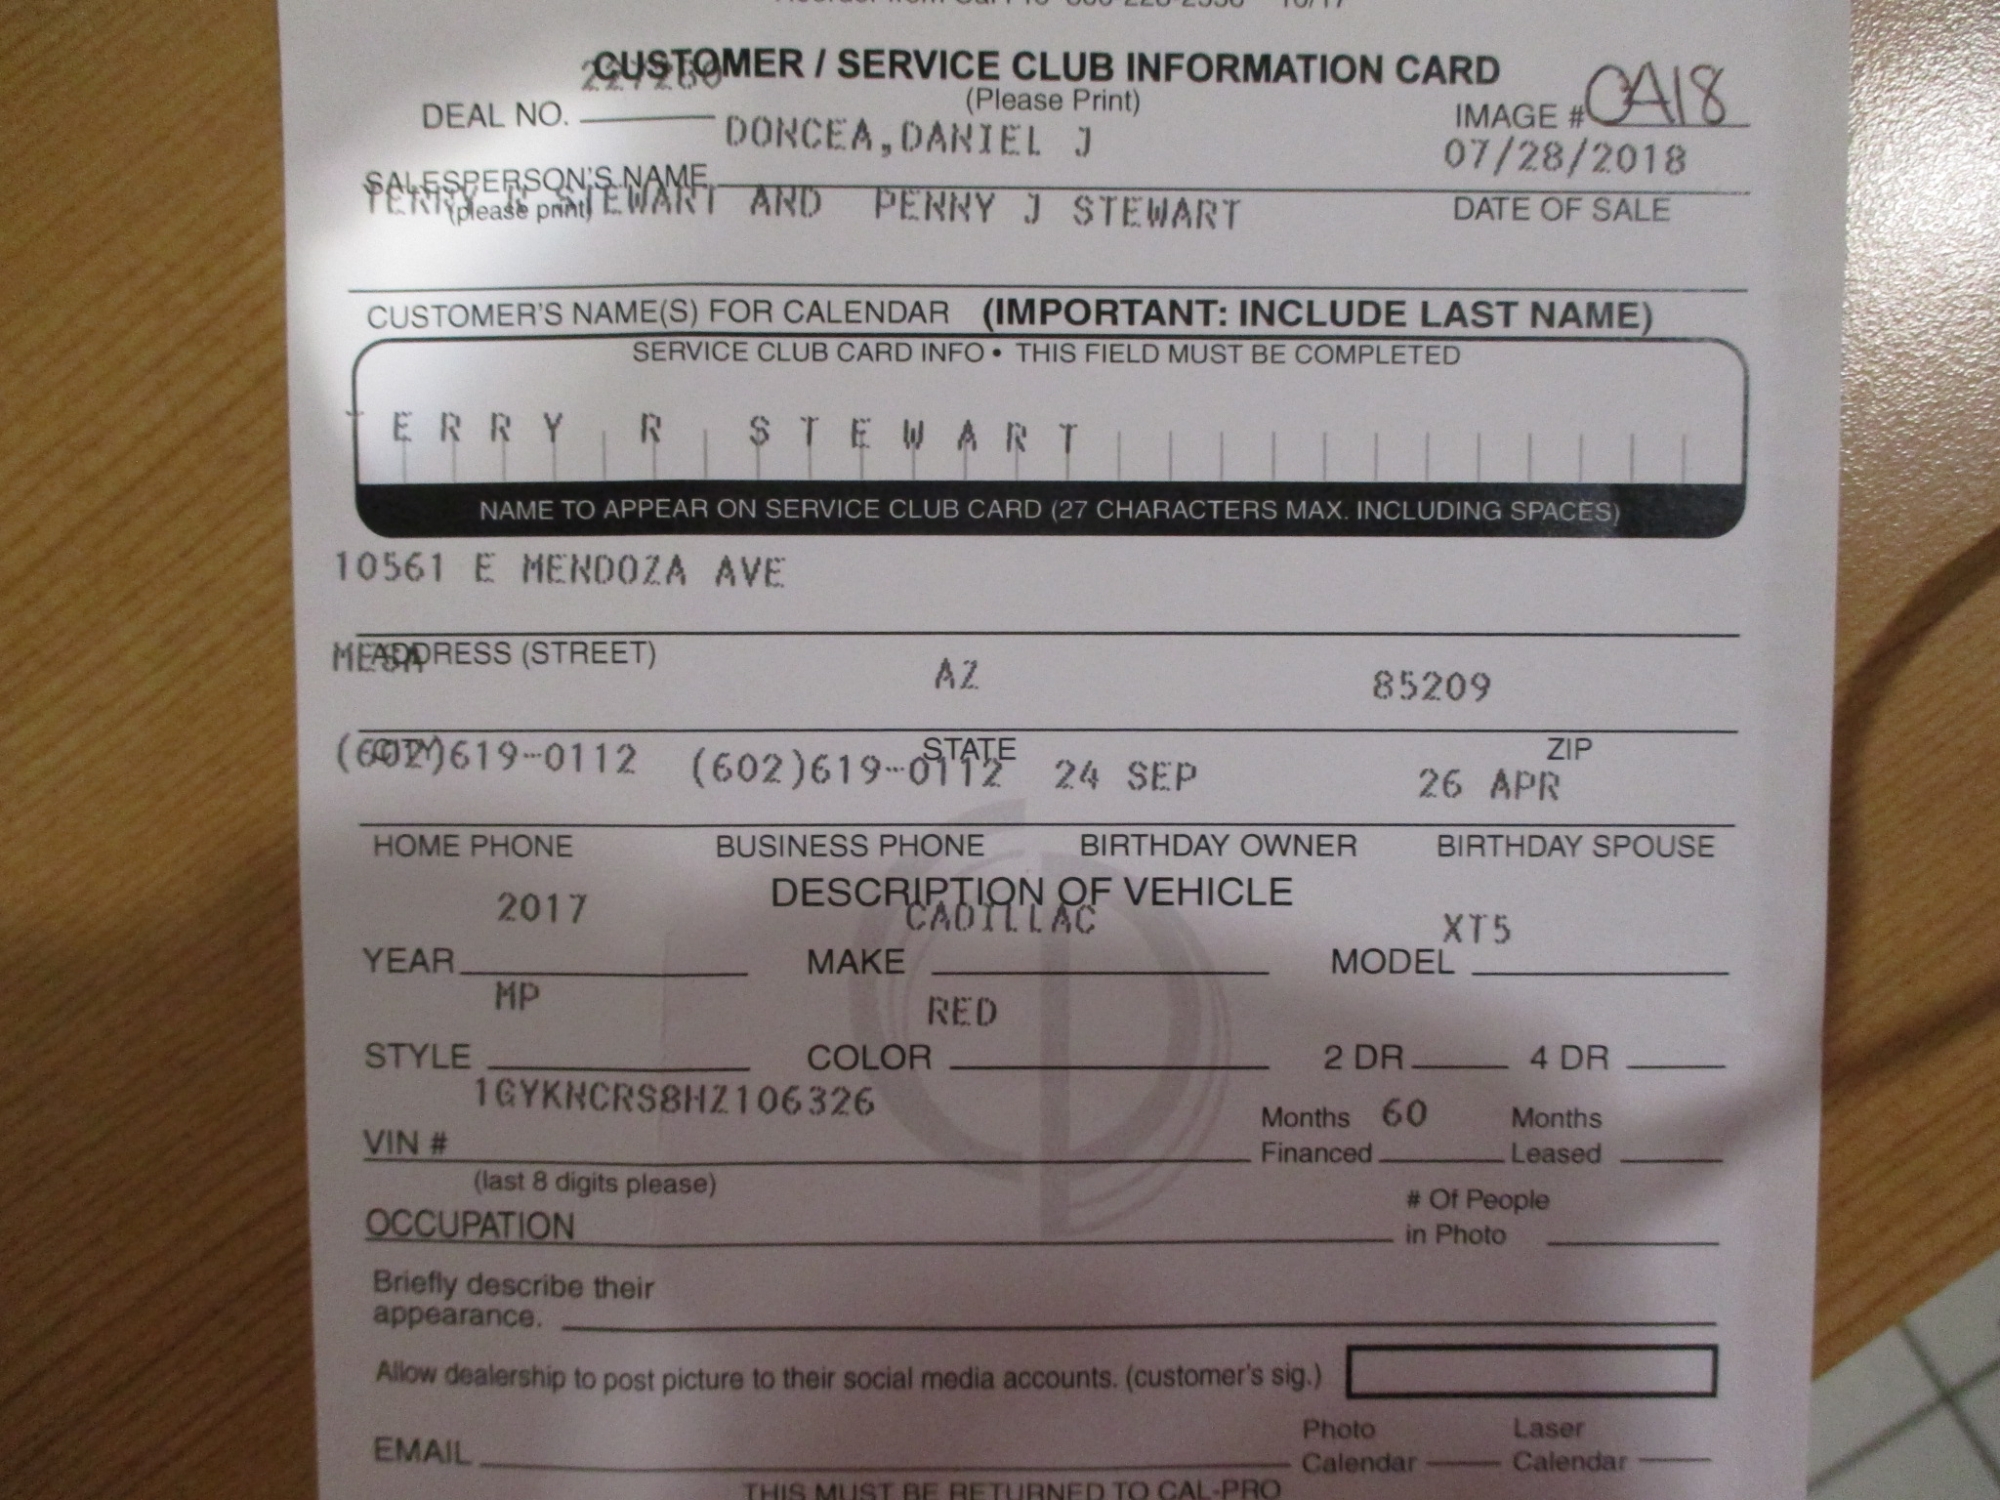 CUSTOMER / SERVICE CLUB INFORMATION CARD
(Please Print)
DEAL NO.
IMAGE # CA18
DONCEA,DANIEL J
07/28/2018
SALESPERSON'S NAME
(please print)
TERRY R STEWART AND PENNY J STEWART
DATE OF SALE
CUSTOMER'S NAME(S) FOR CALENDAR (IMPORTANT: INCLUDE LAST NAME)
SERVICE CLUB CARD INFO • THIS FIELD MUST BE COMPLETED
ERRY R STEWART
NAME TO APPEAR ON SERVICE CLUB CARD (27 CHARACTERS MAX. INCLUDING SPACES)
10561 E MENDOZA AVE
ADDRESS (STREET)
MESA AZ 85209
CITY STATE ZIP
(602)619-0112 (602)619-0112 24 SEP 26 APR
HOME PHONE BUSINESS PHONE BIRTHDAY OWNER BIRTHDAY SPOUSE
DESCRIPTION OF VEHICLE
2017 CADILLAC XT5
YEAR MAKE MODEL
MP RED
STYLE COLOR 2 DR 4 DR
1GYKNCRS8HZ106326
VIN # Months Financed 60 Months Leased
(last 8 digits please)
OCCUPATION # Of People in Photo
Briefly describe their
appearance.
Allow dealership to post picture to their social media accounts. (customer's sig.)
EMAIL Photo Calendar Laser Calendar
THIS MUST BE RETURNED TO CAL-PRO